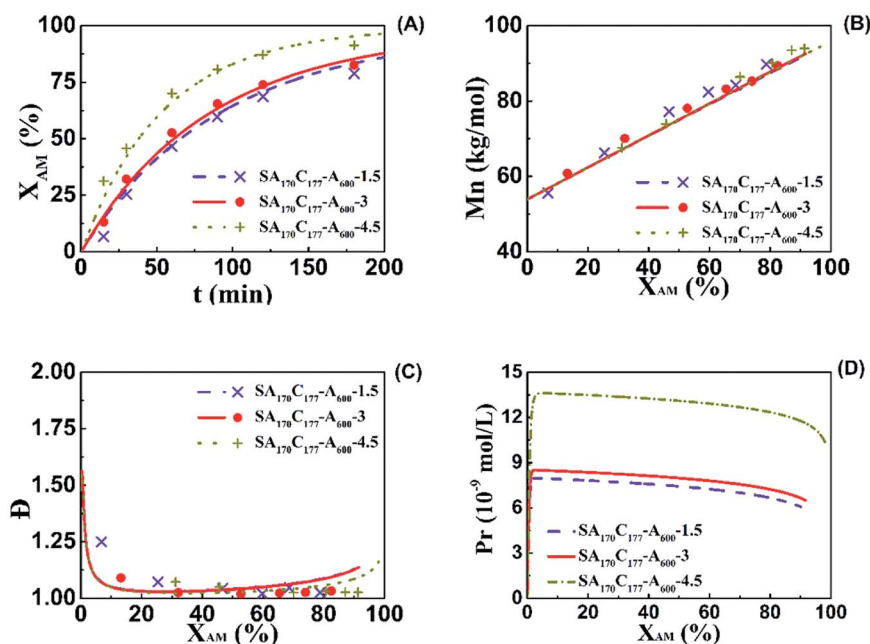 (A)
100
75
50
25
0
X_AM (%)
SA₁₇₀C₁₇₇-A₆₀₀-1.5
SA₁₇₀C₁₇₇-A₆₀₀-3
SA₁₇₀C₁₇₇-A₆₀₀-4.5
0 50 100 150 200
t (min)
(B)
100
80
60
40
Mn (kg/mol)
SA₁₇₀C₁₇₇-A₆₀₀-1.5
SA₁₇₀C₁₇₇-A₆₀₀-3
SA₁₇₀C₁₇₇-A₆₀₀-4.5
0 20 40 60 80 100
X_AM (%)
(C)
2.00
1.75
1.50
1.25
1.00
Đ
SA₁₇₀C₁₇₇-A₆₀₀-1.5
SA₁₇₀C₁₇₇-A₆₀₀-3
SA₁₇₀C₁₇₇-A₆₀₀-4.5
0 20 40 60 80 100
X_AM (%)
(D)
15
12
9
6
3
0
Pr (10⁻⁹ mol/L)
SA₁₇₀C₁₇₇-A₆₀₀-1.5
SA₁₇₀C₁₇₇-A₆₀₀-3
SA₁₇₀C₁₇₇-A₆₀₀-4.5
0 20 40 60 80 100
X_AM (%)